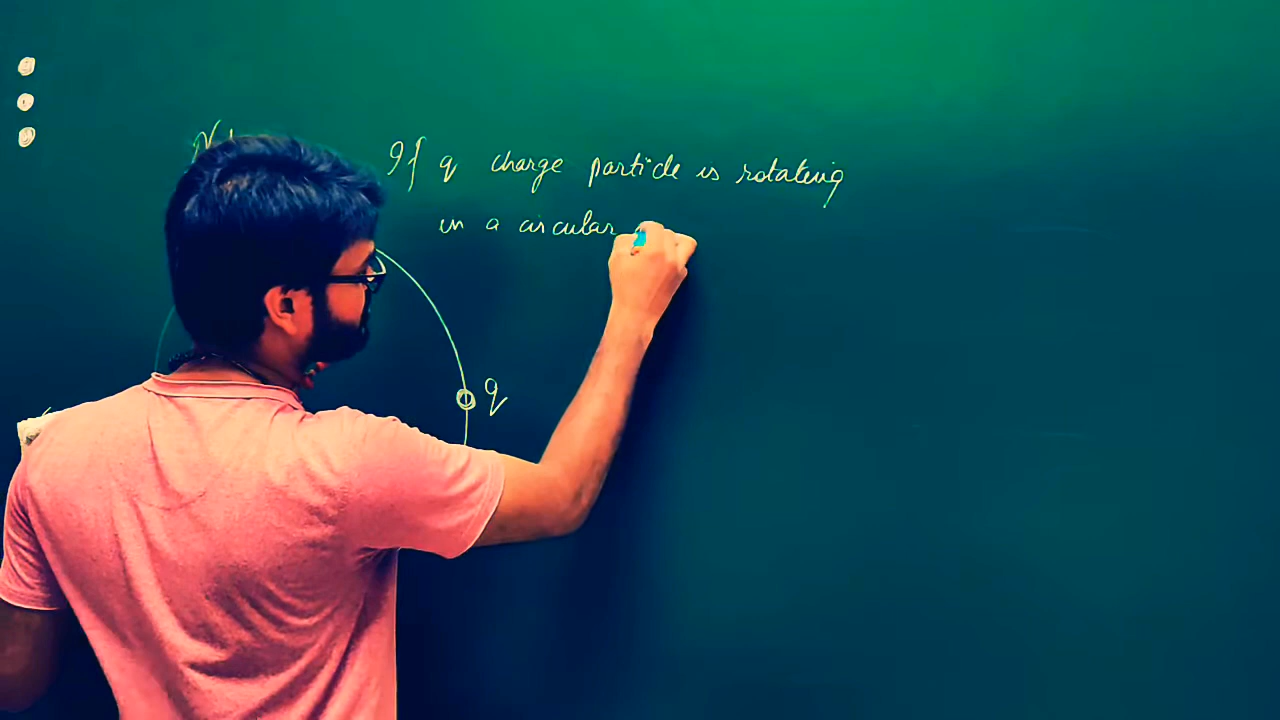 If q charge particle is rotating
in a circular
q